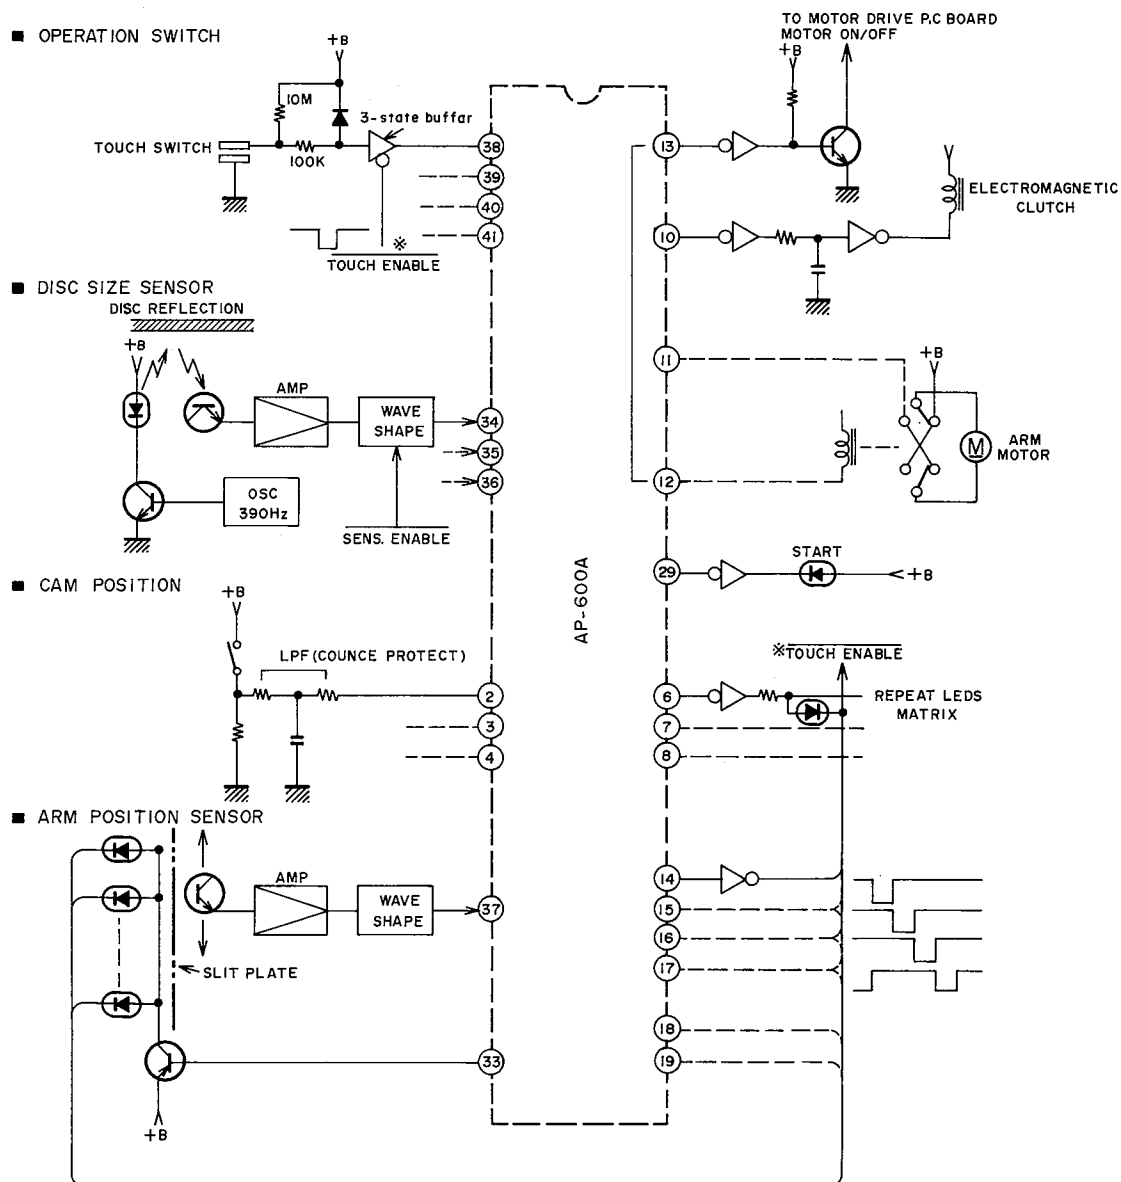 TO MOTOR DRIVE P.C BOARD
MOTOR ON/OFF
■ OPERATION SWITCH
+B
+B
10M
3-state buffar
TOUCH SWITCH
100K
38
39
40
41
※
TOUCH ENABLE
13
10
ELECTROMAGNETIC
CLUTCH
■ DISC SIZE SENSOR
DISC REFLECTION
+B
AMP
WAVE
SHAPE
34
35
36
OSC
390Hz
SENS. ENABLE
11
+B
M
ARM
MOTOR
12
AP-600A
START
29
+B
■ CAM POSITION
+B
LPF (COUNCE PROTECT)
2
3
4
※TOUCH ENABLE
6
7
8
REPEAT LEDS
MATRIX
■ ARM POSITION SENSOR
AMP
WAVE
SHAPE
37
SLIT PLATE
33
+B
14
15
16
17
18
19